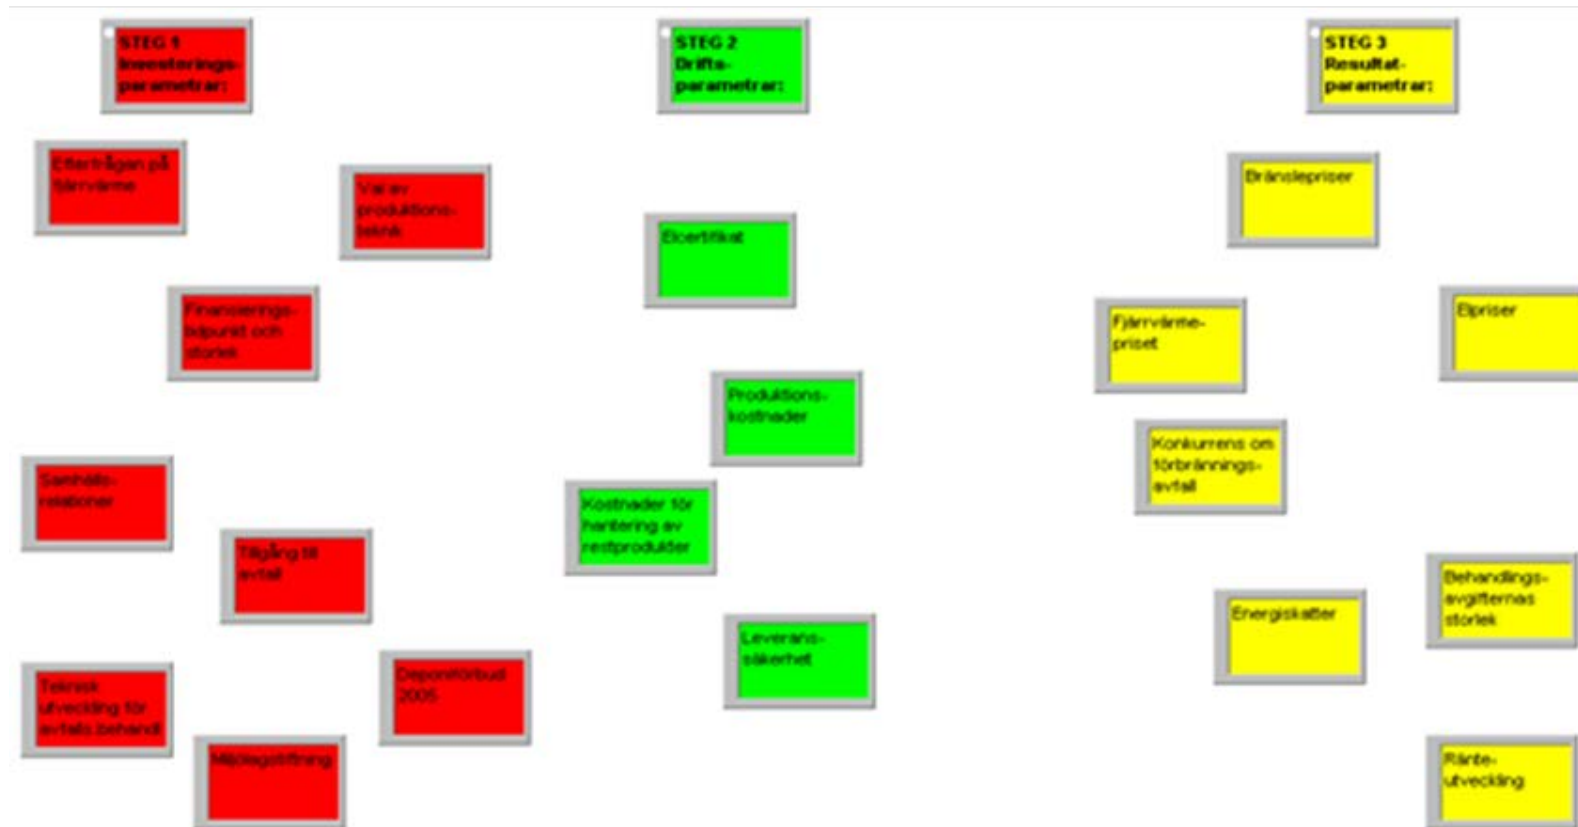 STEG 1
Investerings-
parametrar:
Efterfrågan på
fjärrvärme
Val av
produktions-
teknik
Finansierings-
tidpunkt och
storlek
Samhälls-
relationer
Tillgång till
avfall
Teknisk
utveckling för
avfalls.behandl
Deponiförbud
2005
Miljölagstiftning
STEG 2
Drifts-
parametrar:
Elcertifikat
Produktions-
kostnader
Kostnader för
hantering av
restprodukter
Leverans-
säkerhet
STEG 3
Resultat-
parametrar:
Bränslepriser
Fjärrvärme-
priset
Elpriser
Konkurrens om
förbrännings-
avfall
Behandlings-
avgifternas
storlek
Energiskatter
Ränte-
utveckling